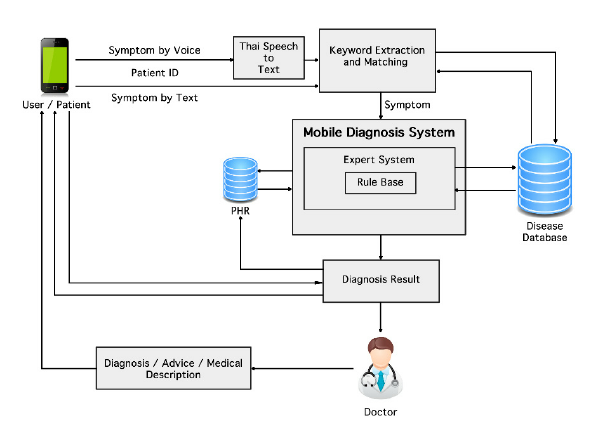 Symptom by Voice
Thai Speech
to
Text
Keyword Extraction
and Matching
Patient ID
Symptom by Text
User / Patient
Symptom
Mobile Diagnosis System
Expert System
Rule Base
PHR
Disease
Database
Diagnosis Result
Diagnosis / Advice / Medical
Description
Doctor